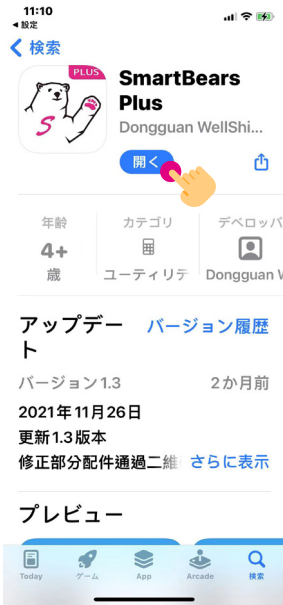 11:10
◀ 設定
検索
PLUS
S
SmartBears
Plus
Dongguan WellShi...
開く
年齢
カテゴリ
デベロッパ
4+
歳
ユーティリテ
Dongguan W
アップデー
ト
バージョン履歴
バージョン 1.3
2か月前
2021年11月26日
更新1.3版本
修正部分配件通過二維
さらに表示
プレビュー
Today
ゲーム
App
Arcade
検索